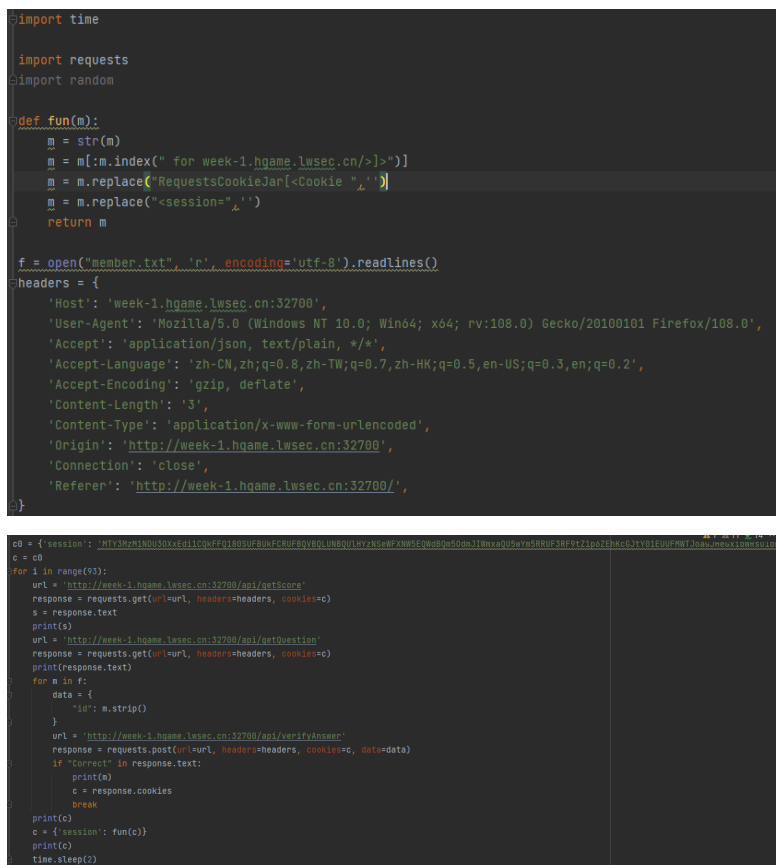 import time
import requests
import random
def fun(m):
    m = str(m)
    m = m[:m.index(" for week-1.hgame.lwsec.cn/>]>")]
    m = m.replace("RequestsCookieJar[<Cookie ",'')
    m = m.replace("<session=",'')
    return m
f = open("member.txt", 'r', encoding='utf-8').readlines()
headers = {
    'Host': 'week-1.hgame.lwsec.cn:32700',
    'User-Agent': 'Mozilla/5.0 (Windows NT 10.0; Win64; x64; rv:108.0) Gecko/20100101 Firefox/108.0',
    'Accept': 'application/json, text/plain, */*',
    'Accept-Language': 'zh-CN,zh;q=0.8,zh-TW;q=0.7,zh-HK;q=0.5,en-US;q=0.3,en;q=0.2',
    'Accept-Encoding': 'gzip, deflate',
    'Content-Length': '3',
    'Content-Type': 'application/x-www-form-urlencoded',
    'Origin': 'http://week-1.hgame.lwsec.cn:32700',
    'Connection': 'close',
    'Referer': 'http://week-1.hgame.lwsec.cn:32700/',
}
c0 = {'session': '
c = c0
for i in range(93):
    url = 'http://week-1.hgame.lwsec.cn:32700/api/getScore'
    response = requests.get(url=url, headers=headers, cookies=c)
    s = response.text
    print(s)
    url = 'http://week-1.hgame.lwsec.cn:32700/api/getQuestion'
    response = requests.get(url=url, headers=headers, cookies=c)
    print(response.text)
    for m in f:
        data = {
            "id": m.strip()
        }
        url = 'http://week-1.hgame.lwsec.cn:32700/api/verifyAnswer'
        response = requests.post(url=url, headers=headers, cookies=c, data=data)
        if "Correct" in response.text:
            print(m)
            c = response.cookies
            break
    print(c)
    c = {'session': fun(c)}
    print(c)
    time.sleep(2)